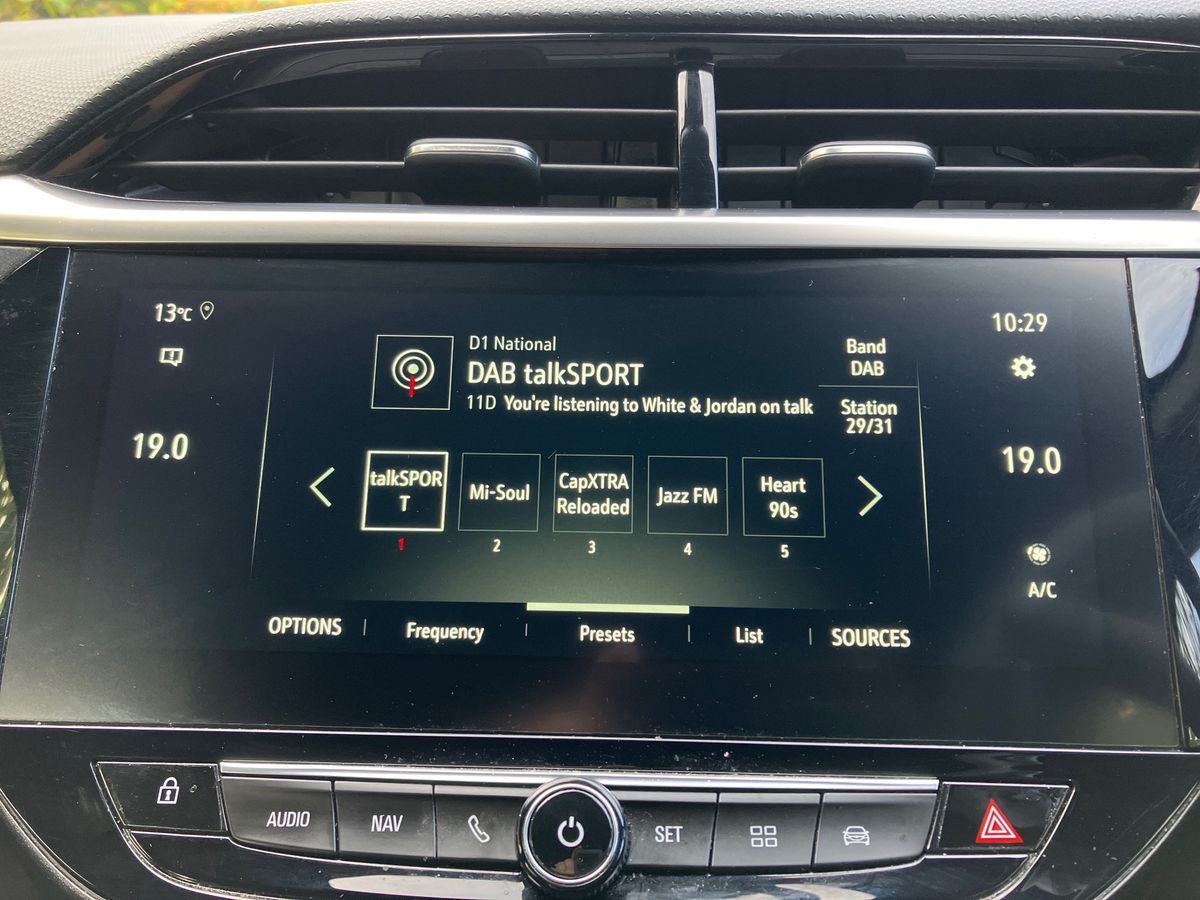 13°C
10:29
D1 National
DAB talkSPORT
11D You're listening to White & Jordan on talk
Band
DAB
Station
29/31
19.0
19.0
talkSPOR
T
Mi-Soul
CapXTRA
Reloaded
Jazz FM
Heart
90s
1
2
3
4
5
A/C
OPTIONS
Frequency
Presets
List
SOURCES
AUDIO
NAV
SET